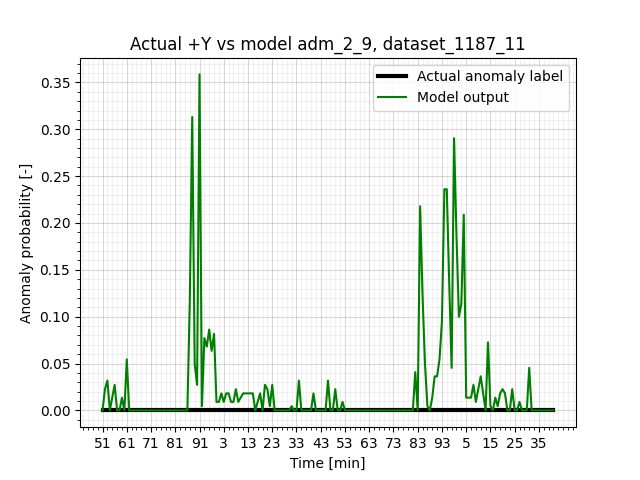 Actual +Y vs model adm_2_9, dataset_1187_11
Actual anomaly label
Model output
Anomaly probability [-]
0.35
0.30
0.25
0.20
0.15
0.10
0.05
0.00
51 61 71 81 91 3 13 23 33 43 53 63 73 83 93 5 15 25 35
Time [min]